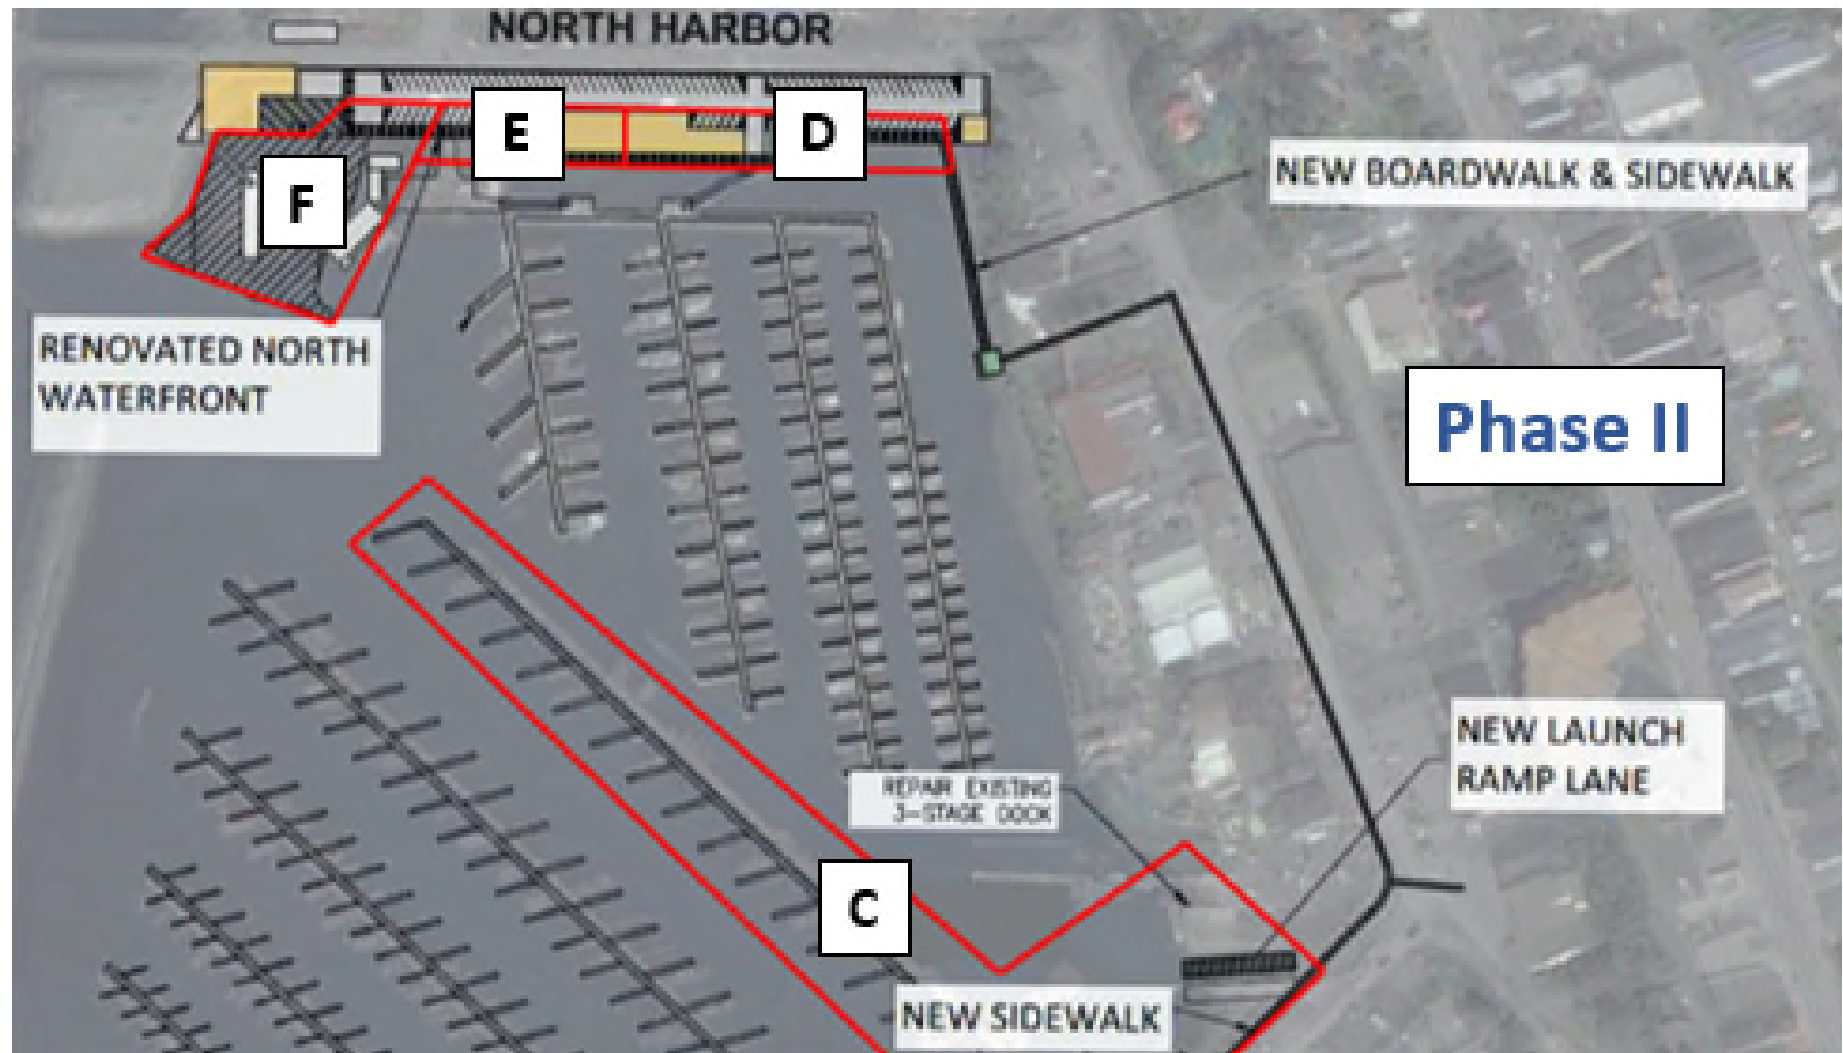 NORTH HARBOR
E
D
F
NEW BOARDWALK & SIDEWALK
RENOVATED NORTH
WATERFRONT
Phase II
NEW LAUNCH
RAMP LANE
REPAIR EXISTING
3-STAGE DOCK
C
NEW SIDEWALK